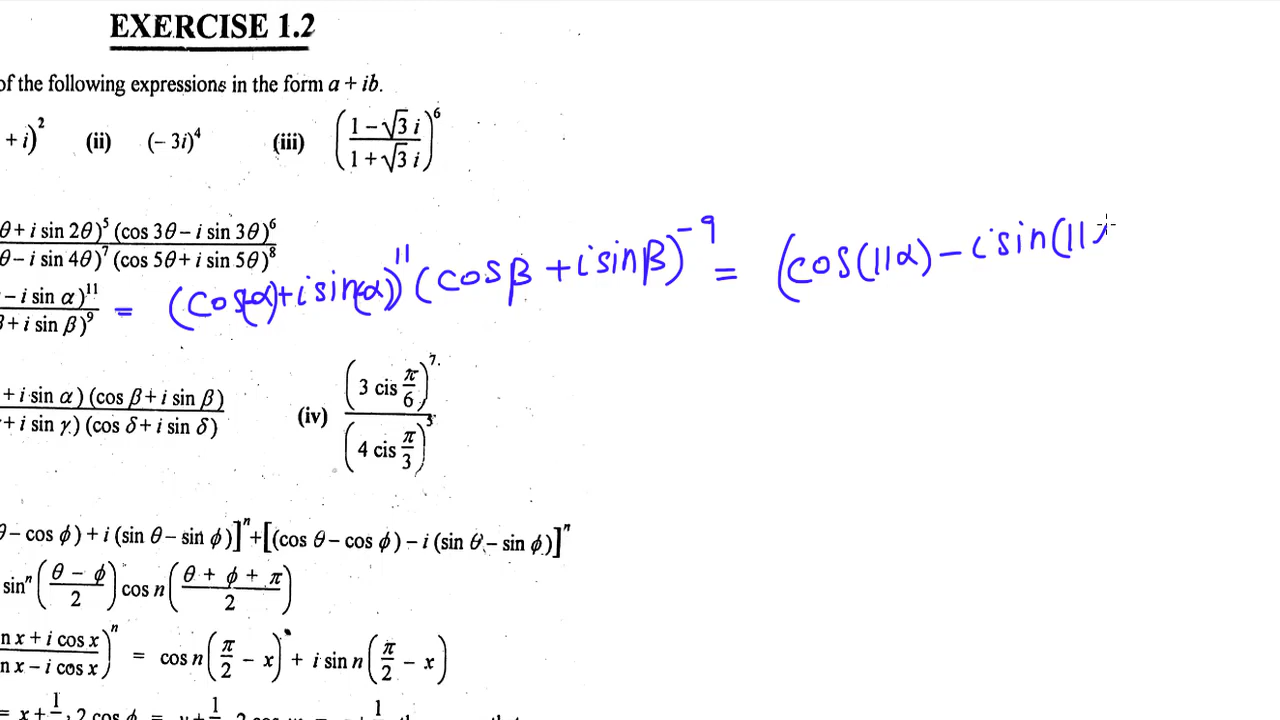 EXERCISE 1.2
of the following expressions in the form a + ib.
+ i)² (ii) (– 3i)⁴ (iii) ((1 – √3 i)/(1 + √3 i))⁶
θ + i sin 2θ)⁵ (cos 3θ – i sin 3θ)⁶
θ – i sin 4θ)⁷ (cos 5θ + i sin 5θ)⁸
– i sin α)¹¹
β + i sin β)⁹
= (cos(-α) + i sin(-α))¹¹ (cos β + i sin β)⁻⁹ = (cos(11α) – i sin(11
+ i sin α) (cos β + i sin β)
+ i sin γ) (cos δ + i sin δ)
(iv) (3 cis π/6)⁷ / (4 cis π/3)³
θ – cos φ) + i (sin θ – sin φ)]ⁿ + [(cos θ – cos φ) – i (sin θ – sin φ)]ⁿ
sinⁿ ((θ – φ)/2) cos n ((θ + φ + π)/2)
n x + i cos x
n x – i cos x)ⁿ = cos n (π/2 – x) + i sin n (π/2 – x)